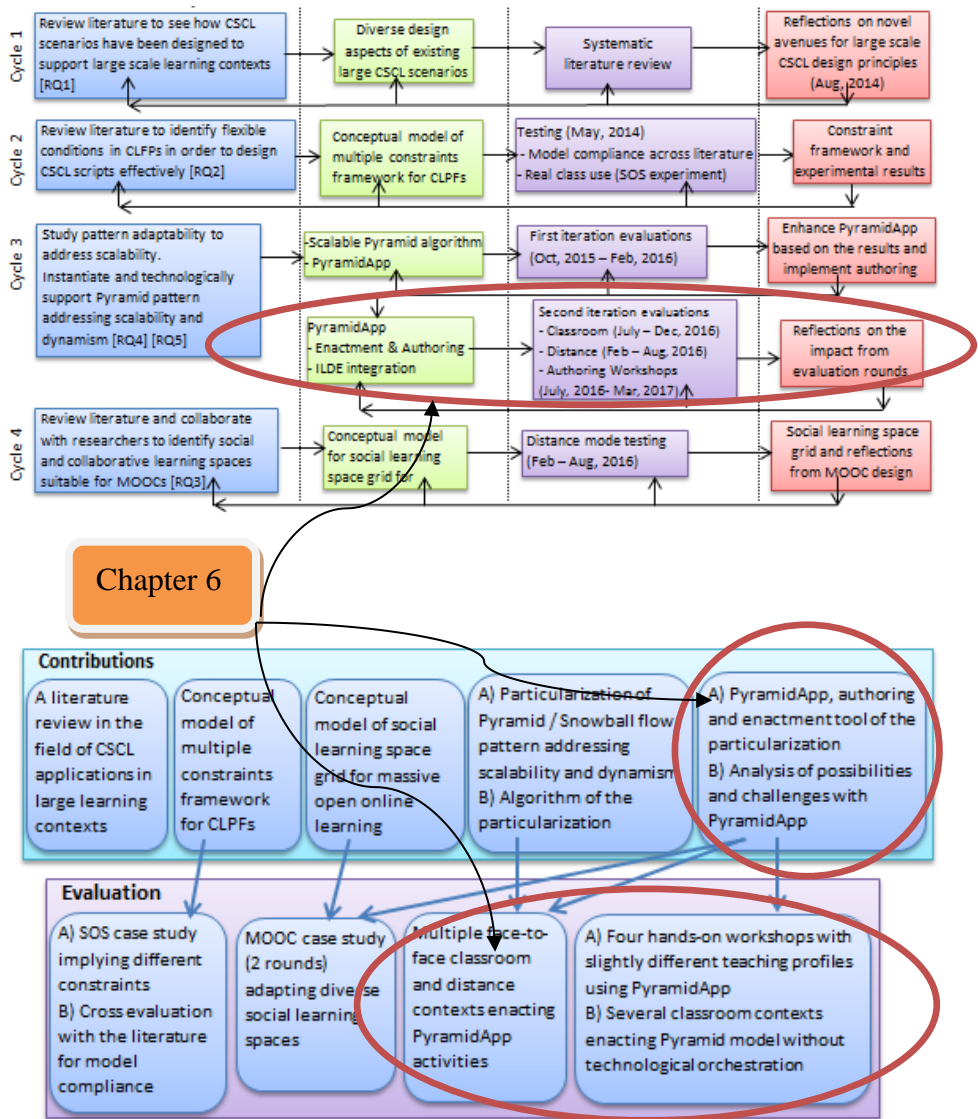 Cycle 1
Review literature to see how CSCL
scenarios have been designed to
support large scale learning contexts
[RQ1]
Diverse design
aspects of existing
large CSCL scenarios
Systematic
literature review
Reflections on novel
avenues for large scale
CSCL design principles
(Aug, 2014)
Cycle 2
Review literature to identify flexible
conditions in CLFPs in order to design
CSCL scripts effectively [RQ2]
Conceptual model of
multiple constraints
framework for CLPFs
Testing (May, 2014)
- Model compliance across literature
- Real class use (SOS experiment)
Constraint
framework and
experimental results
Cycle 3
Study pattern adaptability to
address scalability.
Instantiate and technologically
support Pyramid pattern
addressing scalability and
dynamism [RQ4] [RQ5]
-Scalable Pyramid algorithm
- PyramidApp
First iteration evaluations
(Oct, 2015 – Feb, 2016)
Enhance PyramidApp
based on the results and
implement authoring
PyramidApp
- Enactment & Authoring
- ILDE integration
Second iteration evaluations
- Classroom (July – Dec, 2016)
- Distance (Feb – Aug, 2016)
- Authoring Workshops
(July, 2016- Mar, 2017)
Reflections on the
impact from
evaluation rounds
Cycle 4
Review literature and collaborate
with researchers to identify social
and collaborative learning spaces
suitable for MOOCs [RQ3]
Conceptual model
for social learning
space grid for
Distance mode testing
(Feb – Aug, 2016)
Social learning space
grid and reflections
from MOOC design
Chapter 6
Contributions
A literature
review in the
field of CSCL
applications in
large learning
contexts
Conceptual
model of
multiple
constraints
framework
for CLPFs
Conceptual
model of social
learning space
grid for massive
open online
learning
A) Particularization of
Pyramid / Snowball flow
pattern addressing
scalability and dynamism
B) Algorithm of the
particularization
A) PyramidApp, authoring
and enactment tool of the
particularization
B) Analysis of possibilities
and challenges with
PyramidApp
Evaluation
A) SOS case study
implying different
constraints
B) Cross evaluation
with the literature
for model
compliance
MOOC case study
(2 rounds)
adapting diverse
social learning
spaces
Multiple face-to-
face classroom
and distance
contexts enacting
PyramidApp
activities
A) Four hands-on workshops with
slightly different teaching profiles
using PyramidApp
B) Several classroom contexts
enacting Pyramid model without
technological orchestration